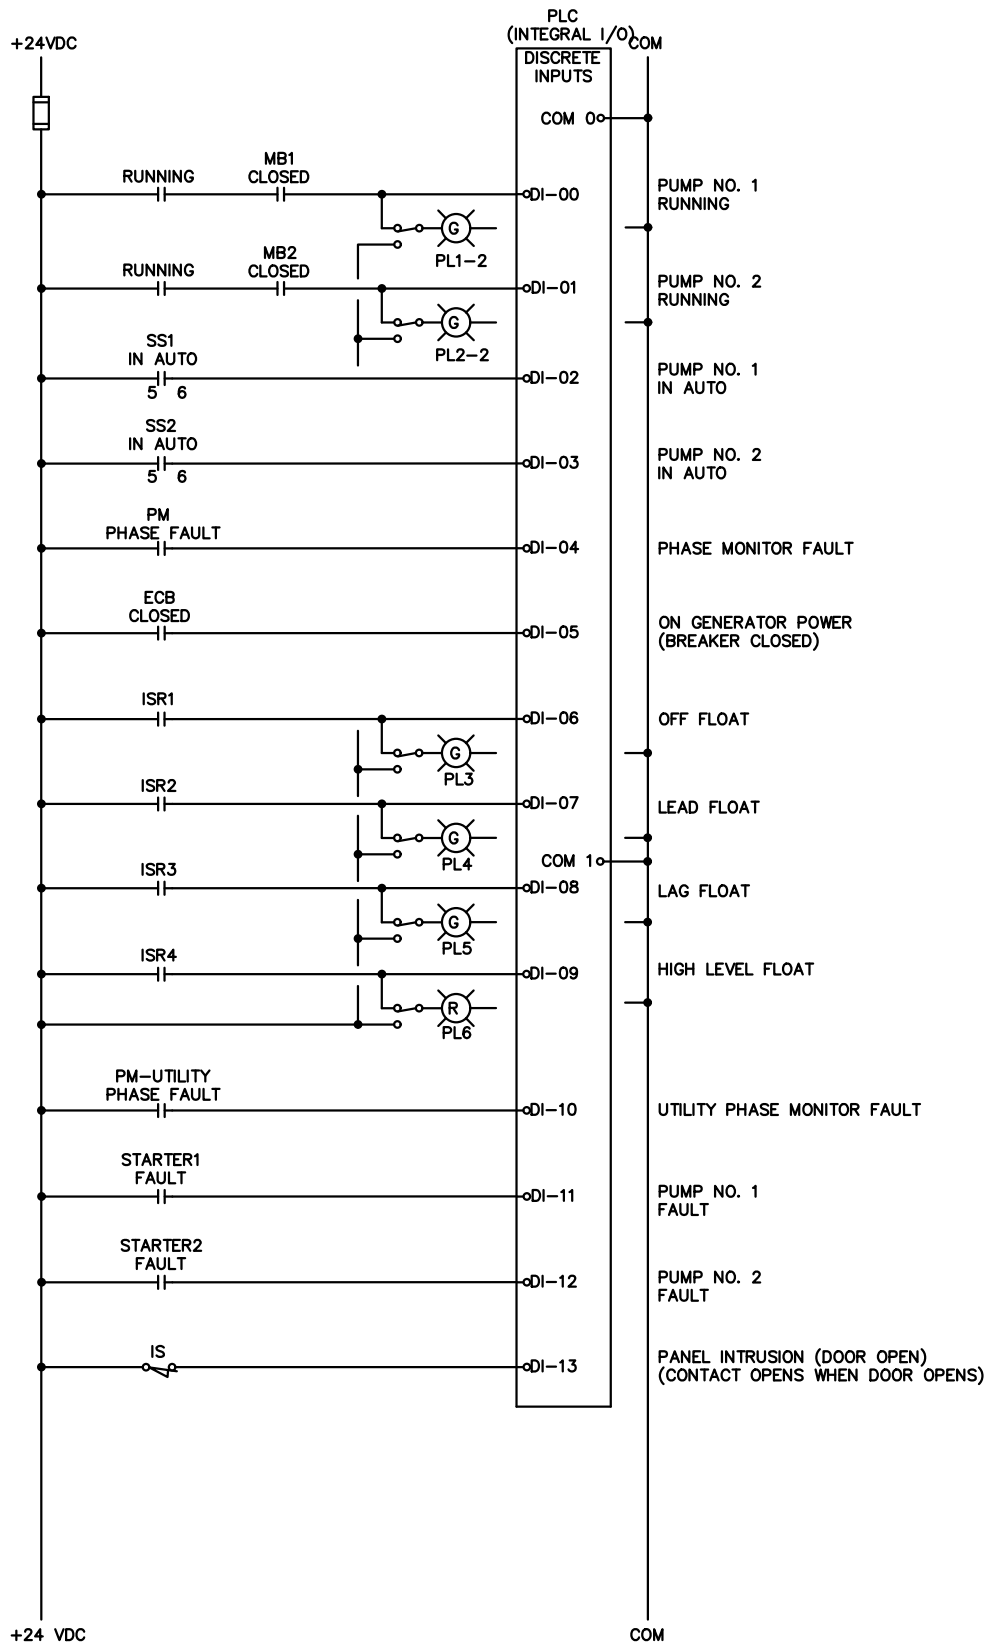 PLC
(INTEGRAL I/O)
+24VDC
COM
DISCRETE
INPUTS
COM 0
RUNNING
MB1
CLOSED
DI-00
PUMP NO. 1
RUNNING
G
PL1-2
RUNNING
MB2
CLOSED
DI-01
PUMP NO. 2
RUNNING
G
PL2-2
SS1
IN AUTO
5 6
DI-02
PUMP NO. 1
IN AUTO
SS2
IN AUTO
5 6
DI-03
PUMP NO. 2
IN AUTO
PM
PHASE FAULT
DI-04
PHASE MONITOR FAULT
ECB
CLOSED
DI-05
ON GENERATOR POWER
(BREAKER CLOSED)
ISR1
DI-06
OFF FLOAT
G
PL3
ISR2
DI-07
LEAD FLOAT
G
PL4
COM 1
ISR3
DI-08
LAG FLOAT
G
PL5
ISR4
DI-09
HIGH LEVEL FLOAT
R
PL6
PM-UTILITY
PHASE FAULT
DI-10
UTILITY PHASE MONITOR FAULT
STARTER1
FAULT
DI-11
PUMP NO. 1
FAULT
STARTER2
FAULT
DI-12
PUMP NO. 2
FAULT
IS
DI-13
PANEL INTRUSION (DOOR OPEN)
(CONTACT OPENS WHEN DOOR OPENS)
+24 VDC
COM